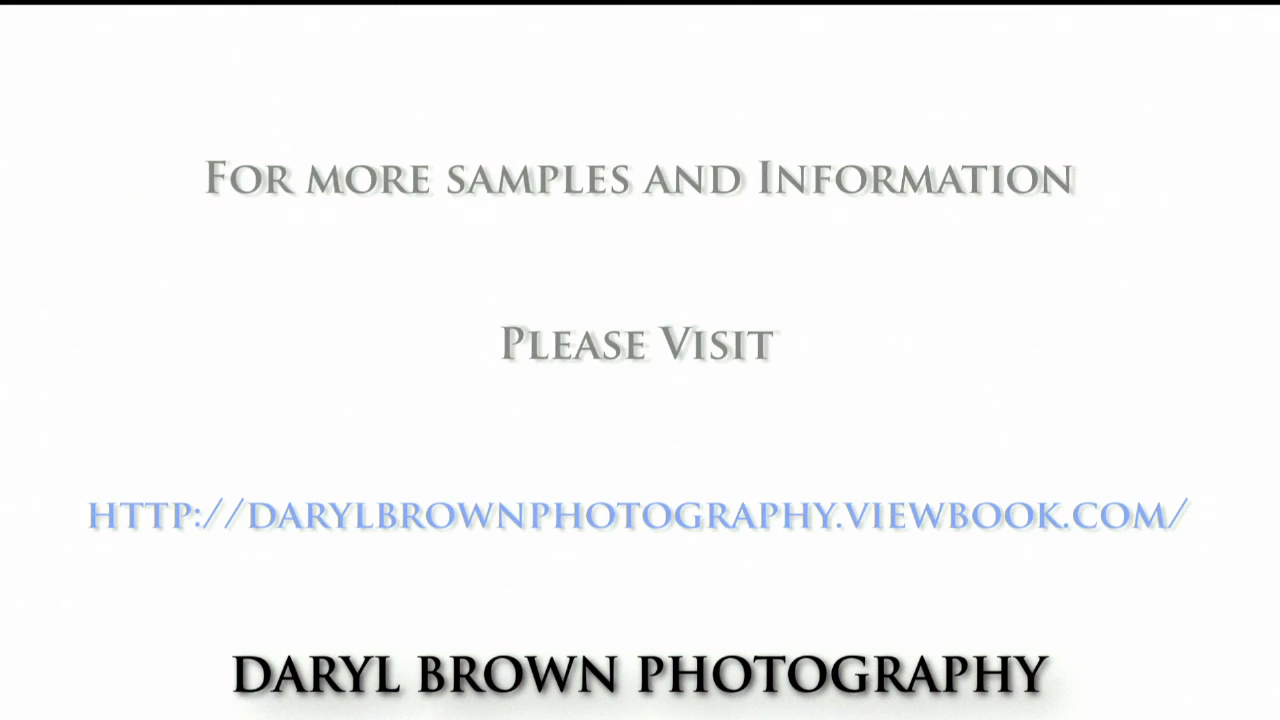 For more samples and Information
Please Visit
http://darylbrownphotography.viewbook.com/
DARYL BROWN PHOTOGRAPHY